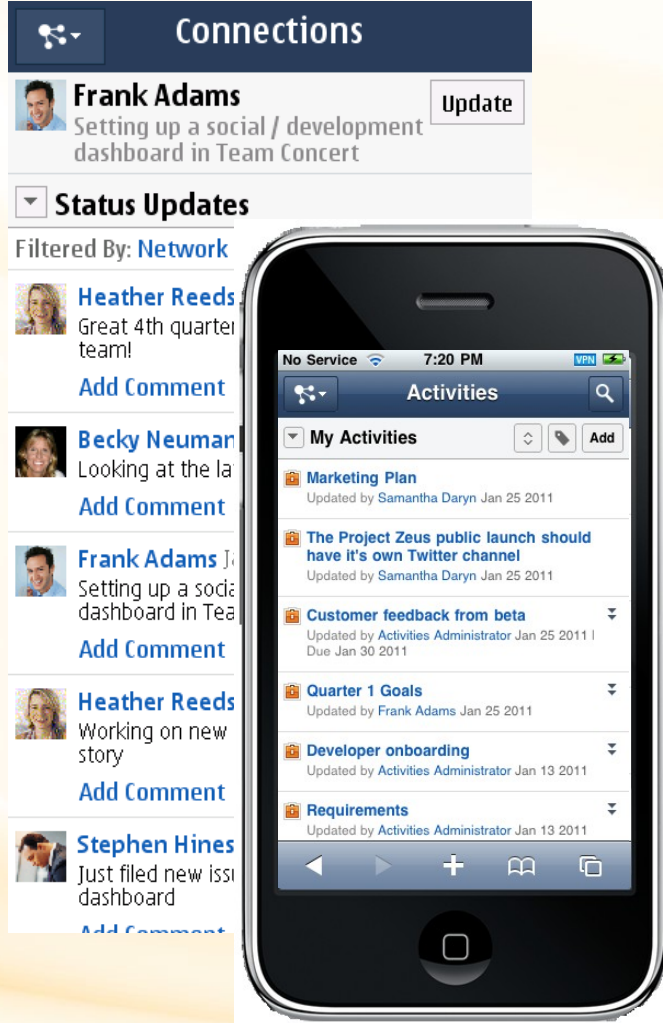 Connections
Frank Adams
Update
Setting up a social / development
dashboard in Team Concert
Status Updates
Filtered By: Network
Heather Reeds
Great 4th quarter
team!
Add Comment
Becky Neuman
Looking at the
Add Comment
Frank Adams
Setting up a
dashboard in
Add Comment
Heather Reeds
Working on new
story
Add Comment
Stephen Hines
Just filed new
dashboard
Add Comment
No Service 7:20 PM VPN
Activities
My Activities Add
Marketing Plan
Updated by Samantha Daryn Jan 25 2011
The Project Zeus public launch should
have it's own Twitter channel
Updated by Samantha Daryn Jan 25 2011
Customer feedback from beta
Updated by Activities Administrator Jan 25 2011 |
Due Jan 30 2011
Quarter 1 Goals
Updated by Frank Adams Jan 25 2011
Developer onboarding
Updated by Activities Administrator Jan 13 2011
Requirements
Updated by Activities Administrator Jan 13 2011